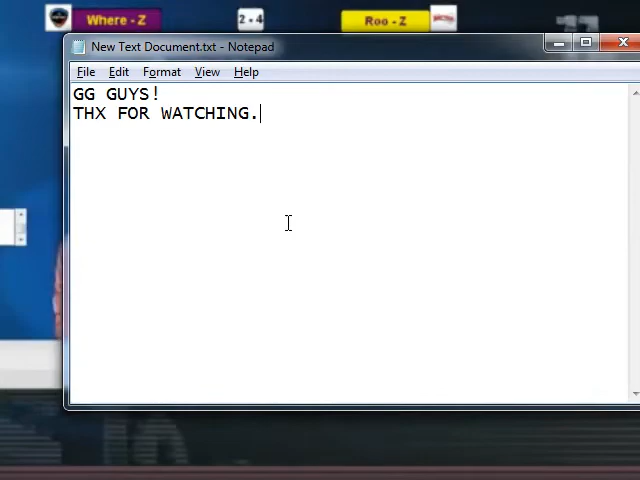 Where - Z
2 - 4
Roo - Z
New Text Document.txt - Notepad
File Edit Format View Help
GG GUYS!
THX FOR WATCHING.